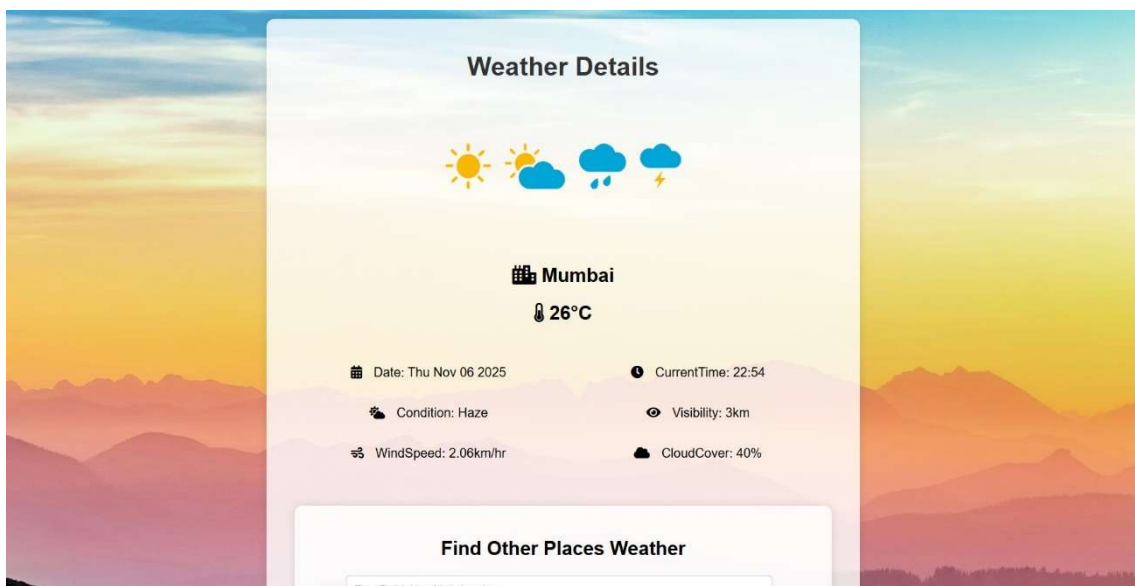 Weather Details
Mumbai
26°C
Date: Thu Nov 06 2025
CurrentTime: 22:54
Condition: Haze
Visibility: 3km
WindSpeed: 2.06km/hr
CloudCover: 40%
Find Other Places Weather